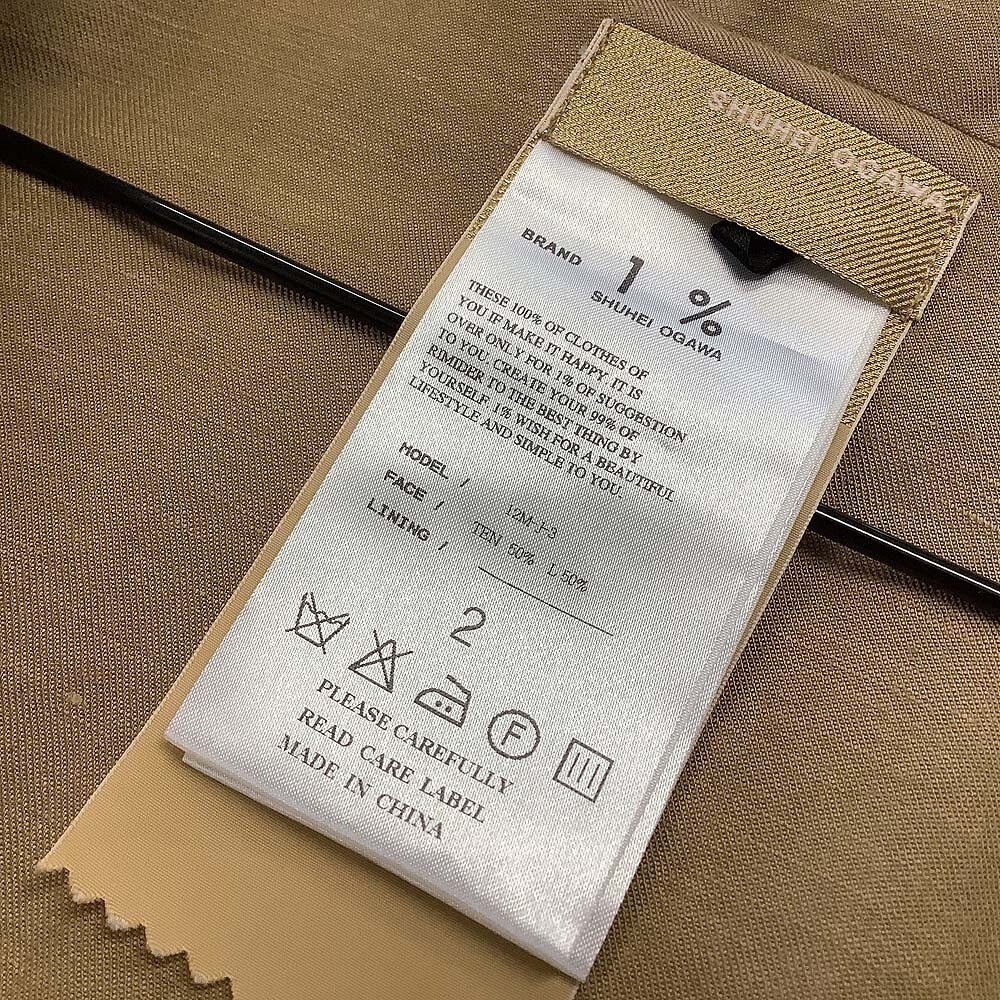 SHUHEI OGAWA
BRAND 1 %
SHUHEI OGAWA
THESE 100% OF CLOTHES OF
YOU IF MAKE IT HAPPY. IT IS
OVER ONLY FOR 1% OF SUGGESTION
TO YOU. CREATE YOUR 99% OF
RIMIDER TO THE BEST THING BY
YOURSELF. 1% WISH FOR A BEAUTIFUL
LIFESTYLE AND SIMPLE TO YOU.
MODEL / 12M-J-3
FACE / TEN 50% L 50%
LINING /
2
F
PLEASE CAREFULLY
READ CARE LABEL
MADE IN CHINA